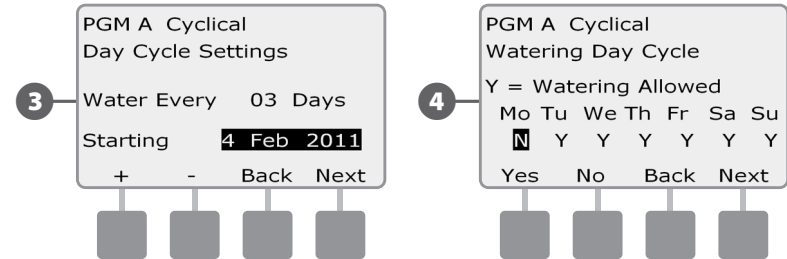 3
PGM A Cyclical
Day Cycle Settings
Water Every 03 Days
Starting 4 Feb 2011
+ - Back Next
4
PGM A Cyclical
Watering Day Cycle
Y = Watering Allowed
Mo Tu We Th Fr Sa Su
N Y Y Y Y Y Y
Yes No Back Next